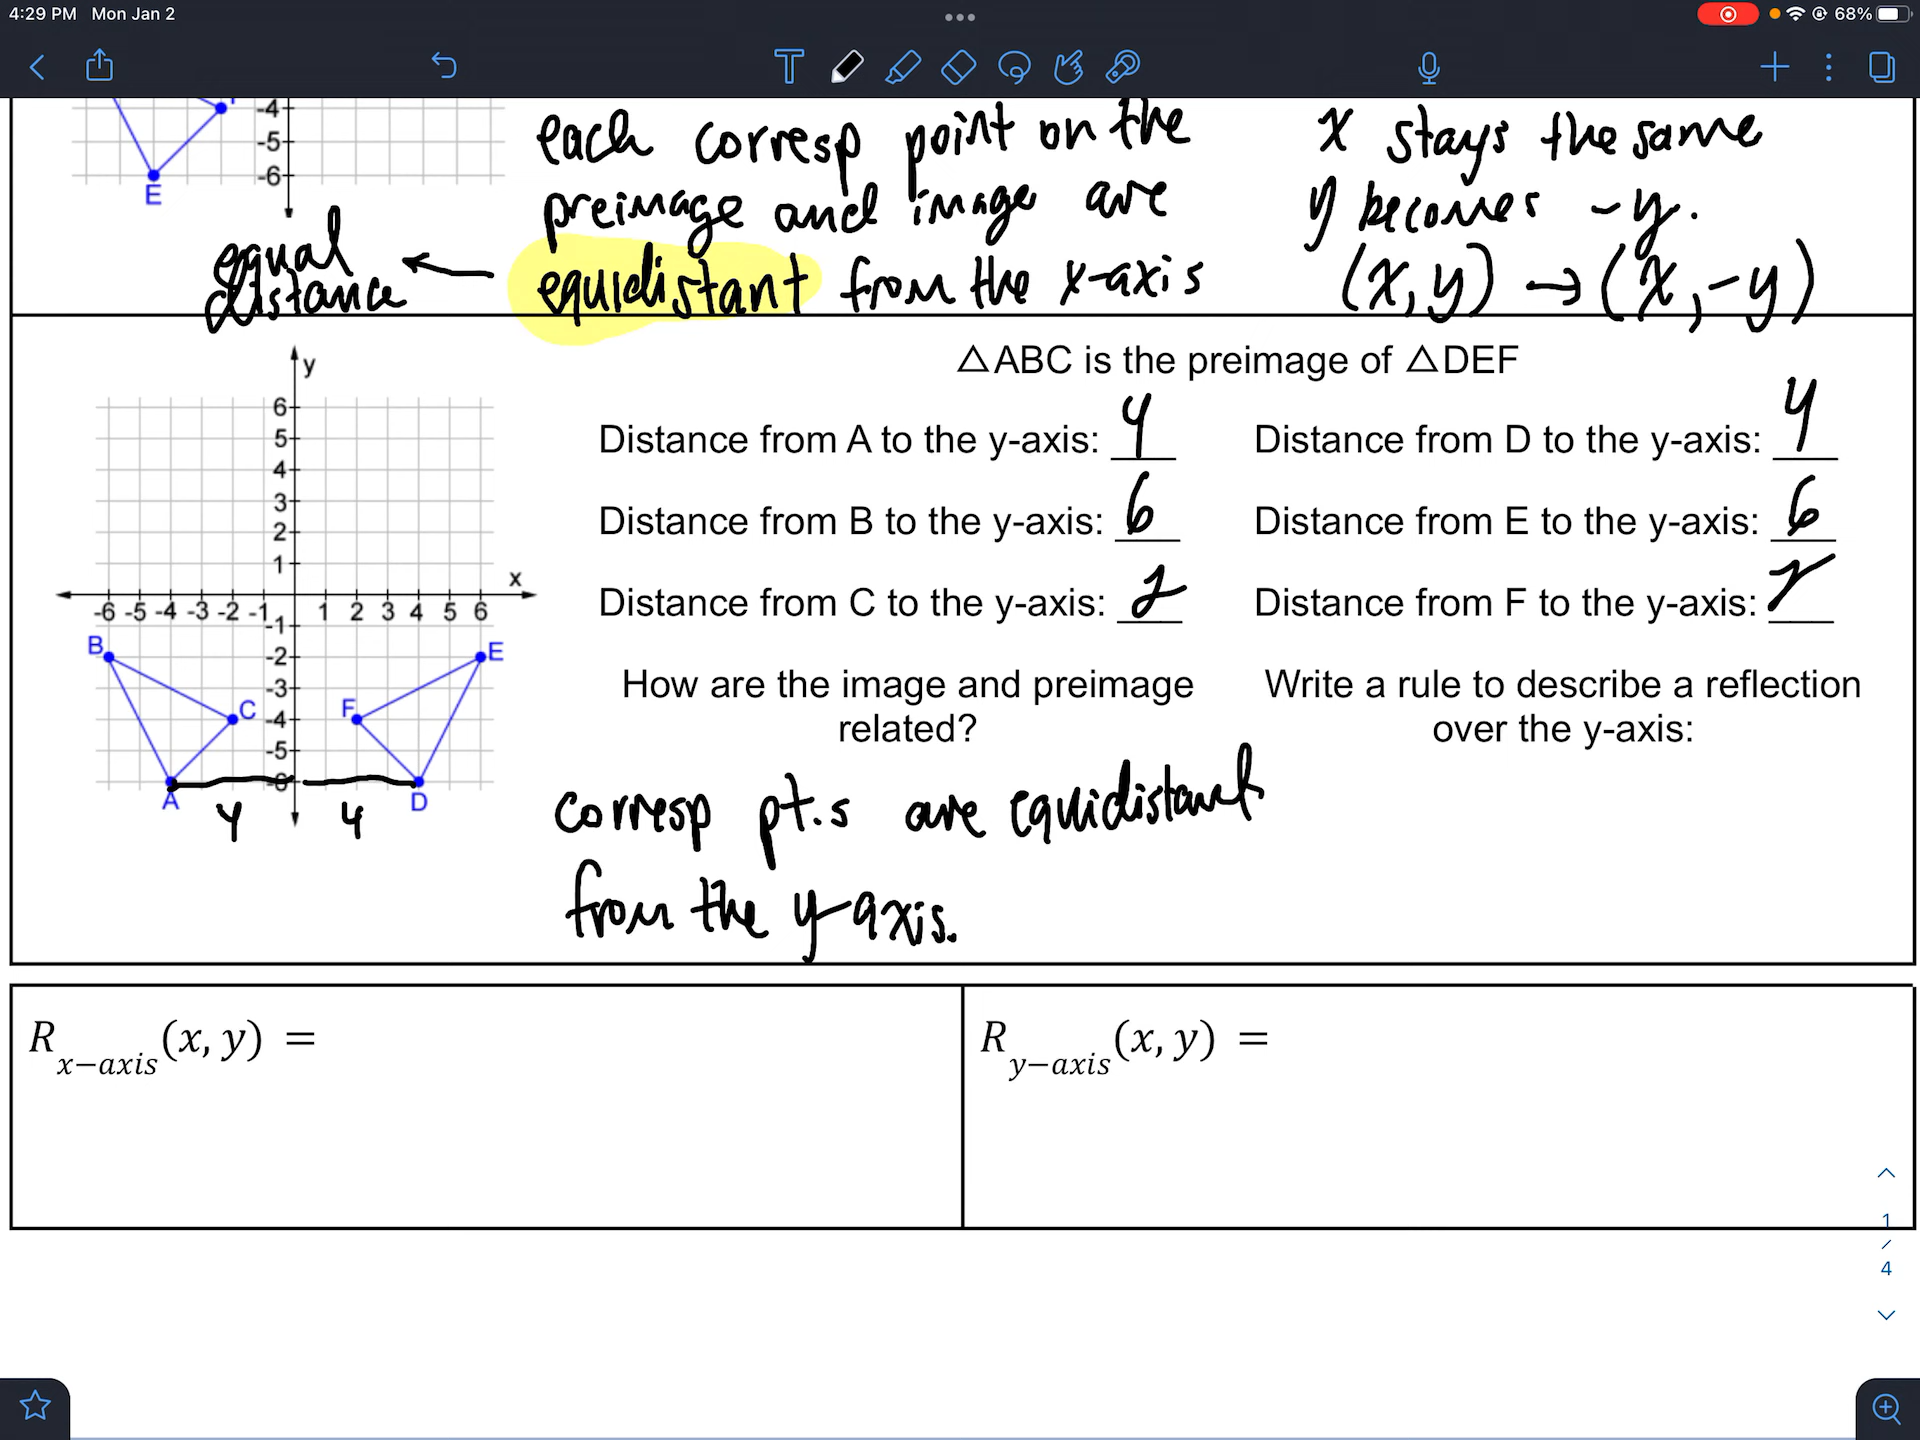 4:29 PM Mon Jan 2
68%
-4
-5
-6
E
each corresp point on the
preimage and image are
equidistant from the x-axis
equal
distance
x stays the same
y becomes -y.
(x,y) → (x,-y)
△ABC is the preimage of △DEF
Distance from A to the y-axis: 4
Distance from D to the y-axis: 4
Distance from B to the y-axis: 6
Distance from E to the y-axis: 6
Distance from C to the y-axis: 2
Distance from F to the y-axis: 2
y
6
5
4
3
2
1
x
-6 -5 -4 -3 -2 -1 1 2 3 4 5 6
-1
-2
-3
-4
-5
-6
B
C
A
F
E
D
4
4
How are the image and preimage
related?
Write a rule to describe a reflection
over the y-axis:
corresp pt.s are equidistant
from the y-axis.
R x−axis (x, y) =
R y−axis (x, y) =
1
/
4